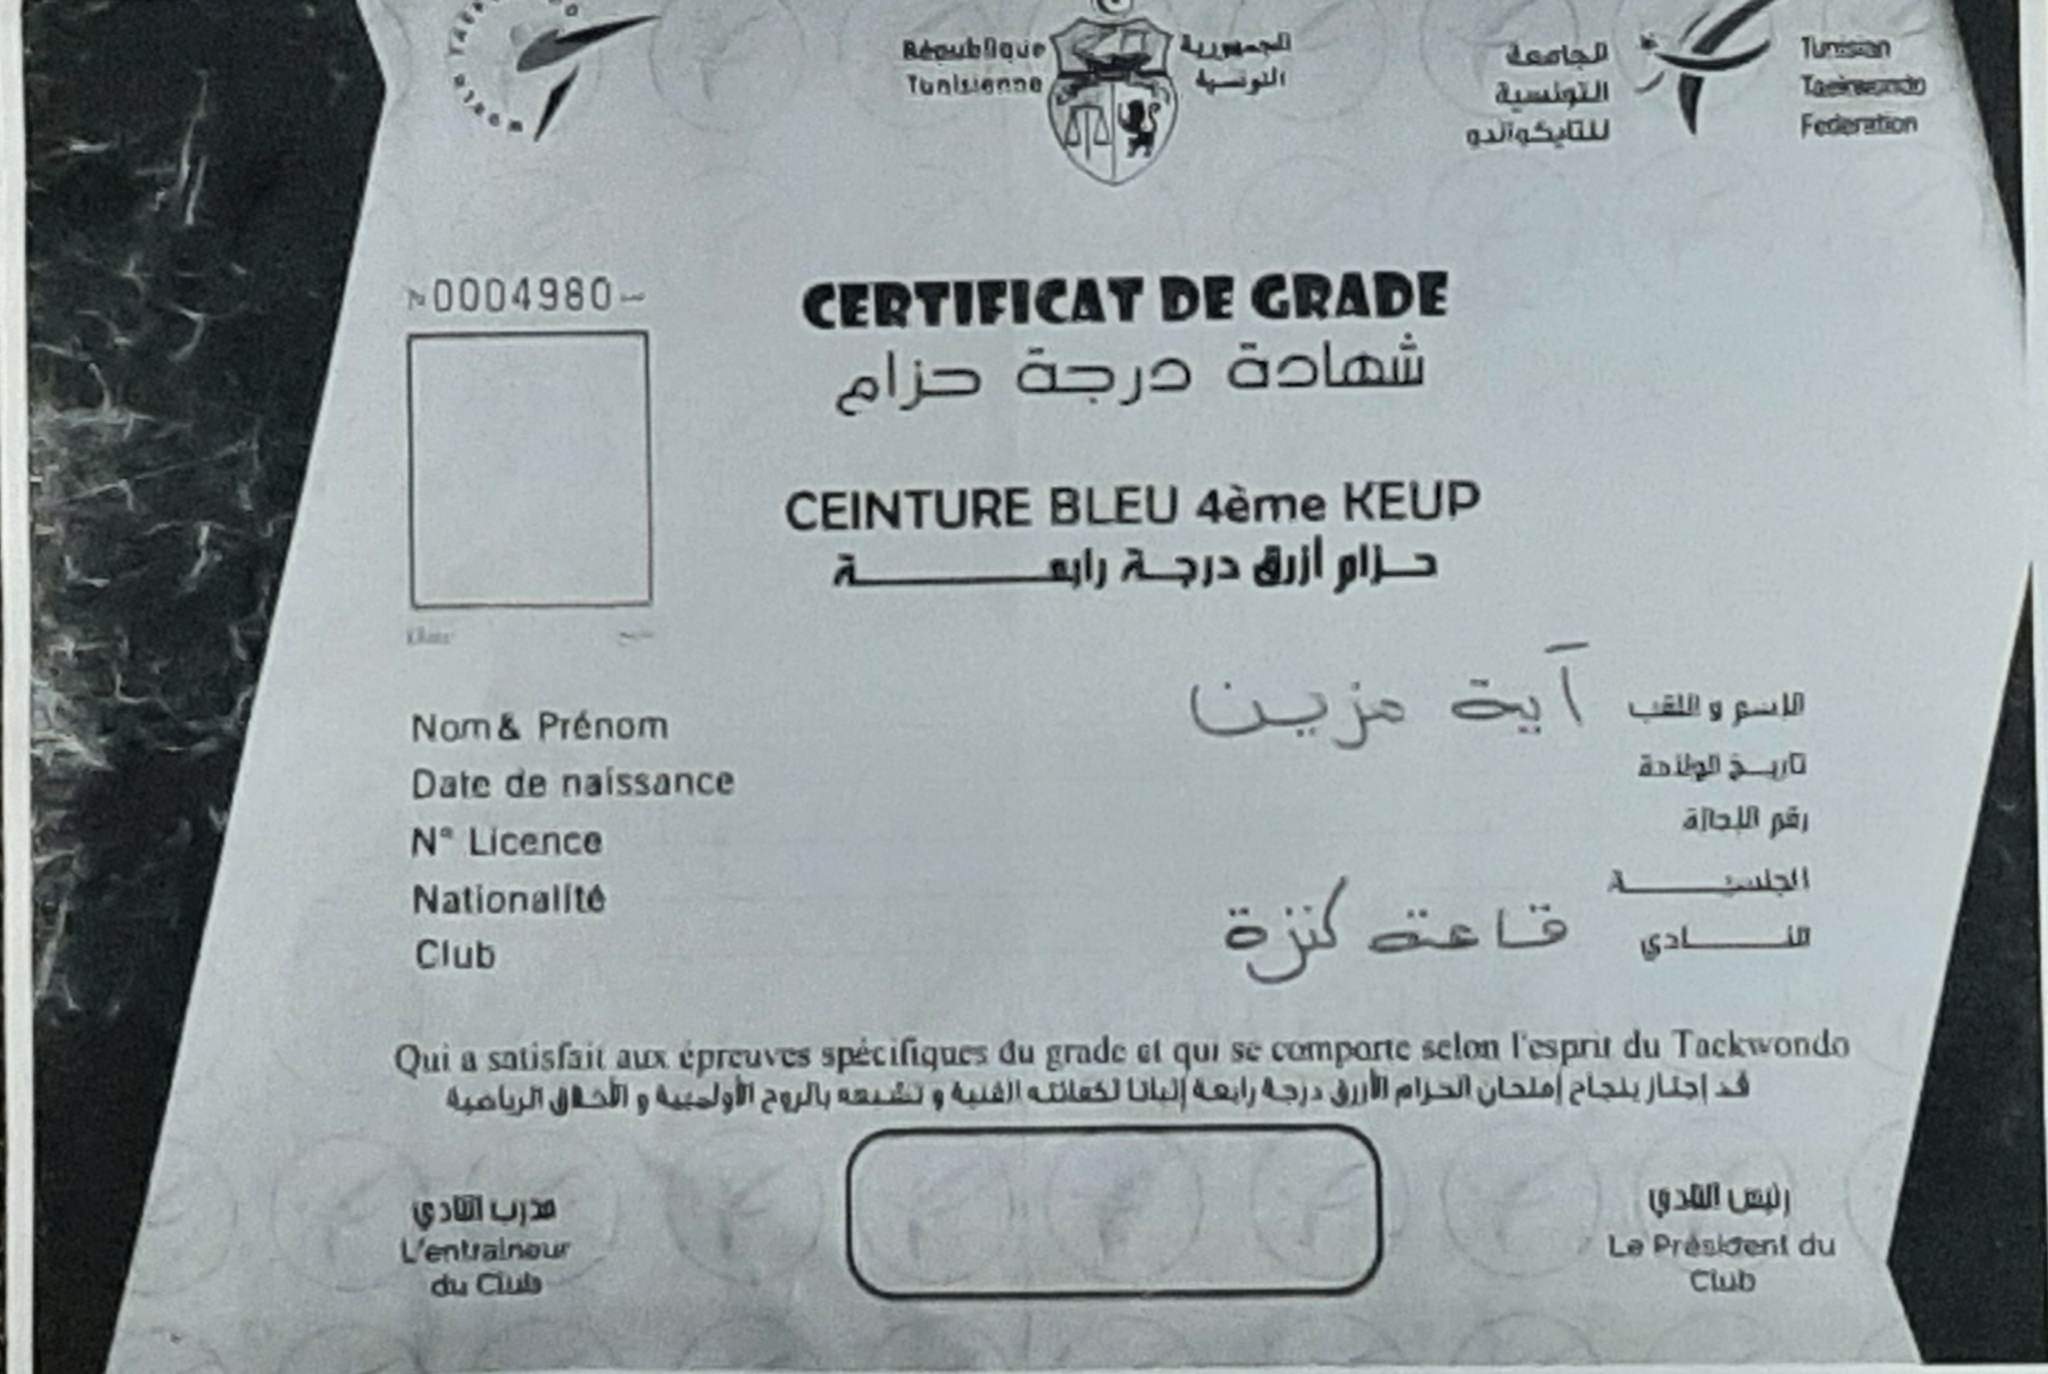 République
Tunisienne
الجمهورية
التونسية
الجامعة
التونسية
للتايكواندو
Tunisian
Taekwondo
Federation
0004980
CERTIFICAT DE GRADE
شهادة درجة حزام
CEINTURE BLEU 4ème KEUP
حزام أزرق درجة رابعة
Nom & Prénom
آية مزين
الإسم و اللقب
Date de naissance
تاريخ الولادة
N° Licence
رقم الإجازة
Nationalité
الجنسية
Club
قاعة كنزة
النادي
Qui a satisfait aux épreuves spécifiques du grade et qui se comporte selon l'esprit du Taekwondo
قد إجتاز بنجاح إمتحان الحزام الأزرق درجة رابعة إثباتا لكفائته الفنية و تشبعه بالروح الأولمبية و الأخلاق الرياضية
مدرب النادي
L'entraineur
du Club
رئيس النادي
Le Président du
Club